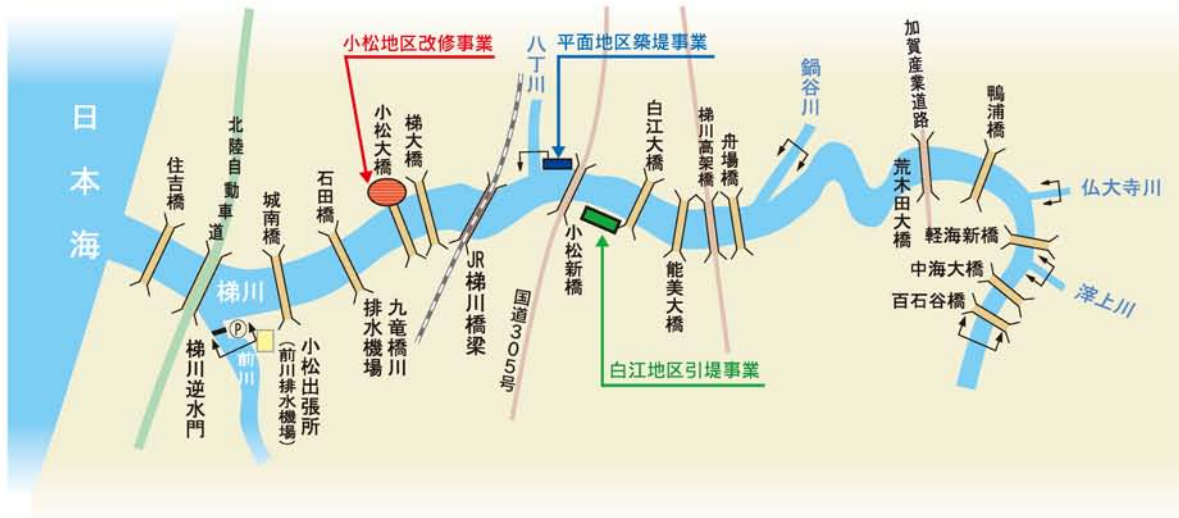 小松地区改修事業
平面地区築堤事業
八丁川
加賀産業道路
鍋谷川
鴨浦橋
日本海
北陸自動車道
住吉橋
城南橋
石田橋
小松大橋
梯大橋
白江大橋
梯川高架橋
舟場橋
荒木田大橋
仏大寺川
軽海新橋
中海大橋
百石谷橋
滓上川
梯川
P
前川
梯川逆水門
小松出張所
(前川排水機場)
九竜橋川
排水機場
JR梯川橋梁
国道305号
小松新橋
能美大橋
白江地区引堤事業